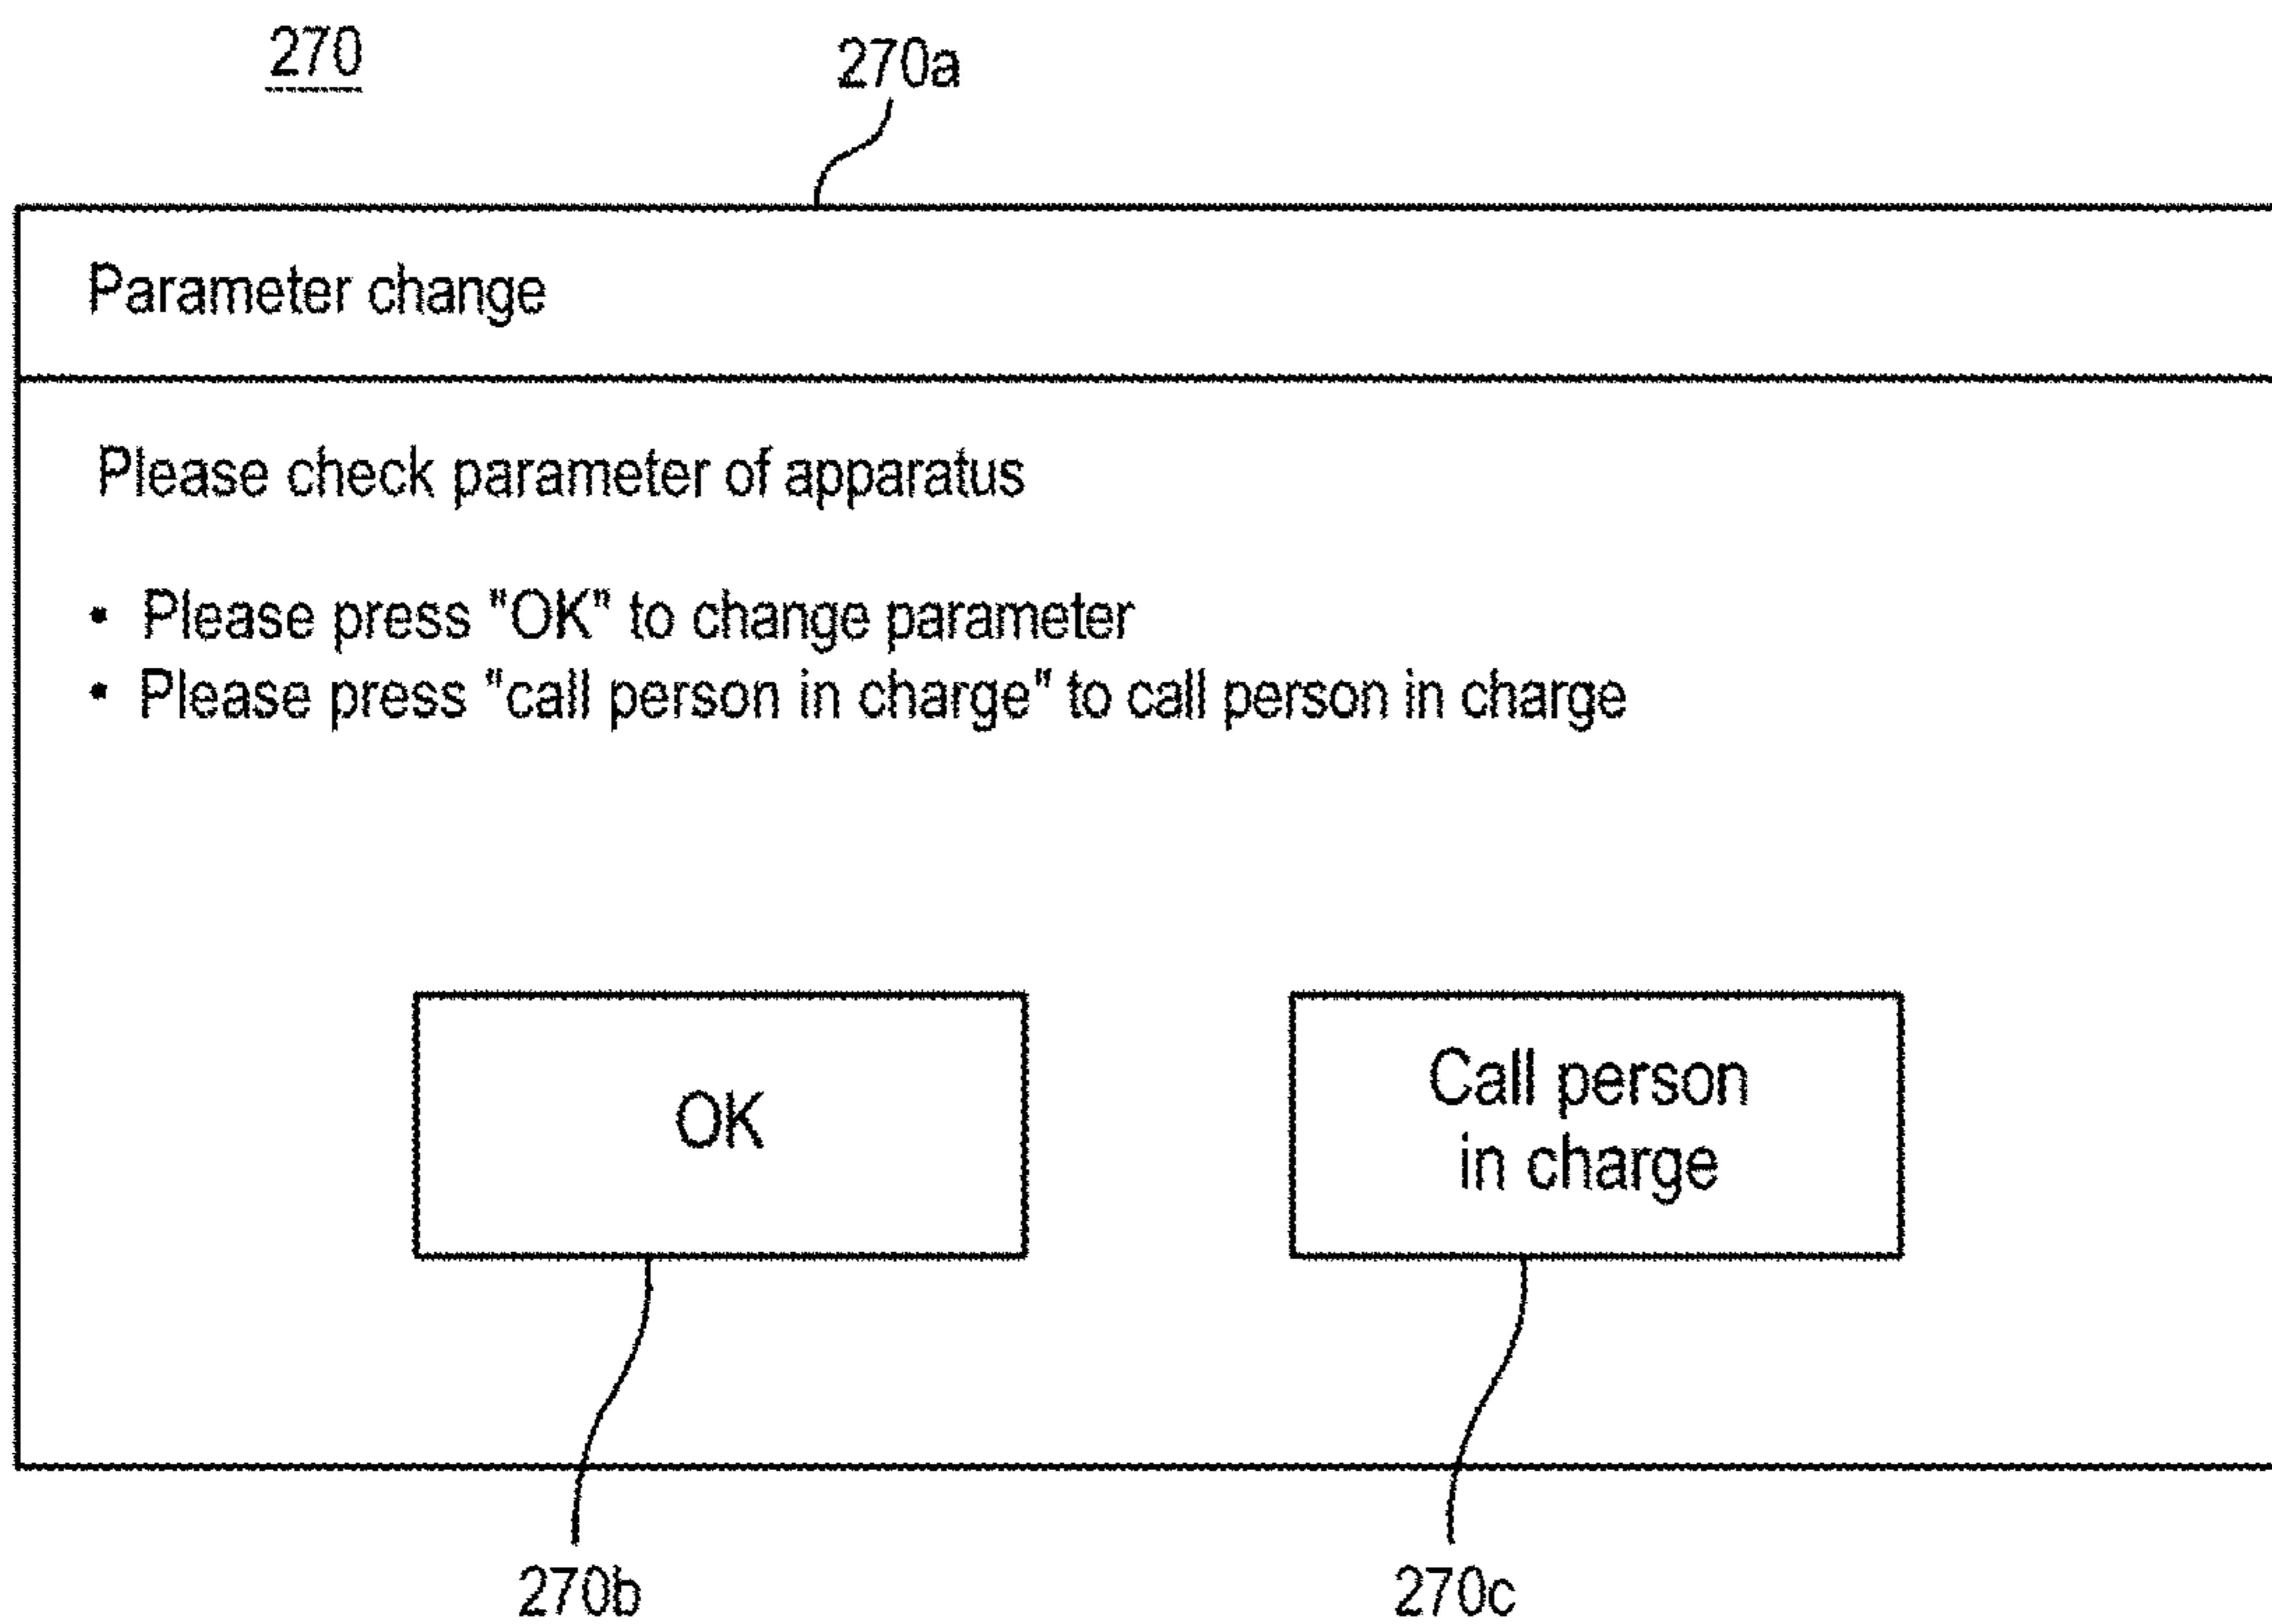 270
270a
Parameter change
Please check parameter of apparatus
• Please press "OK" to change parameter
• Please press "call person in charge" to call person in charge
OK
Call person
in charge
270b
270c